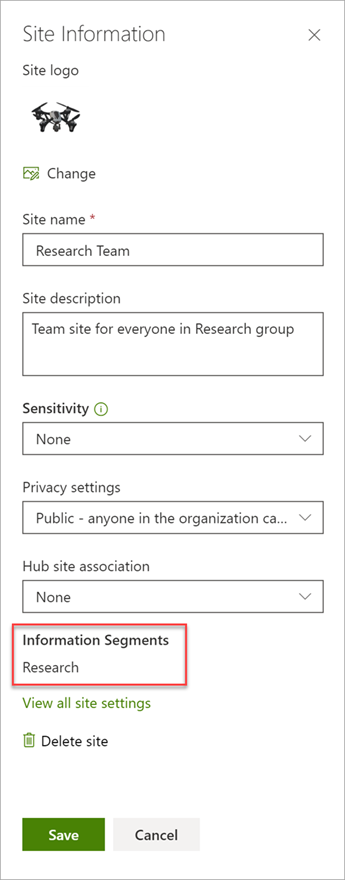 Site Information
Site logo
Change
Site name *
Research Team
Site description
Team site for everyone in Research group
Sensitivity
None
Privacy settings
Public - anyone in the organization ca...
Hub site association
None
Information Segments
Research
View all site settings
Delete site
Save Cancel